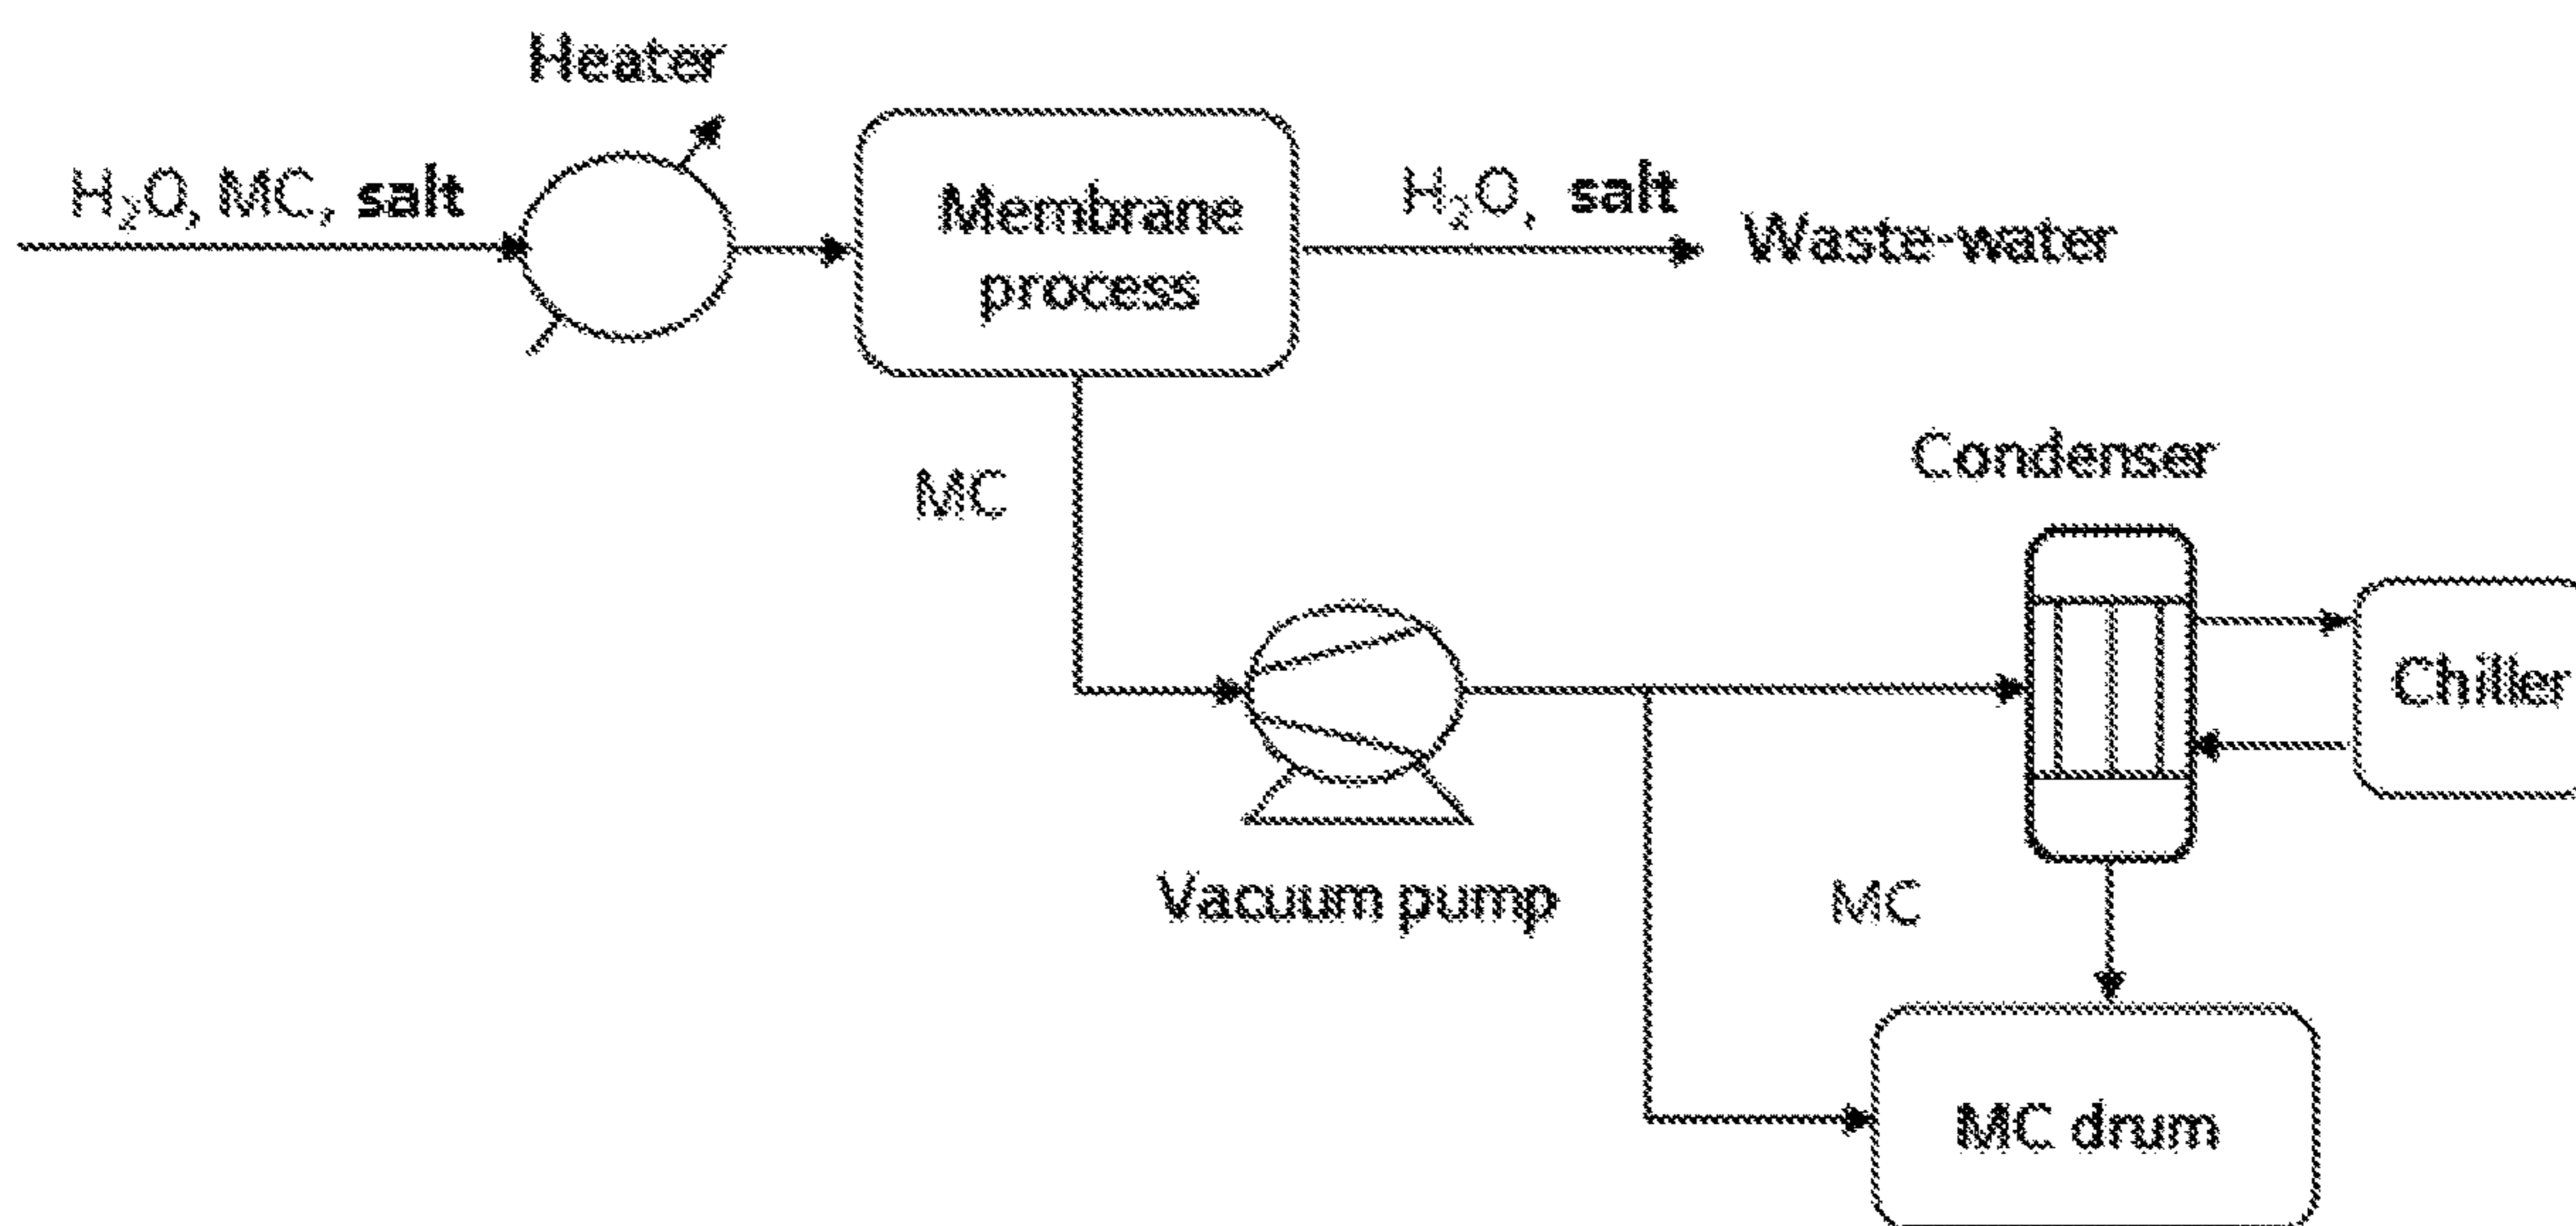 Heater
H₂O, MC, salt
Membrane
process
H₂O, salt
Waste-water
MC
Condenser
Chiller
Vacuum pump
MC
MC drum